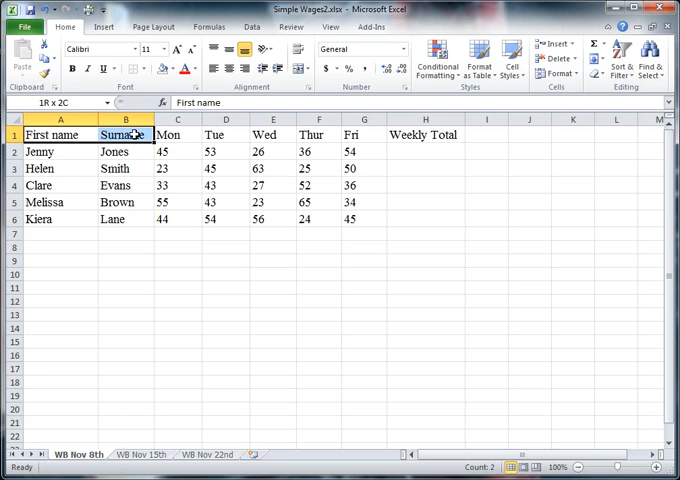 Simple Wages2.xlsx - Microsoft Excel
File Home Insert Page Layout Formulas Data Review View Add-Ins
Paste
Calibri 11
General
Conditional Formatting
Format as Table
Cell Styles
Insert
Delete
Format
Sort & Filter
Find & Select
Clipboard Font Alignment Number Styles Cells Editing
1R x 2C fx First name
A B C D E F G H I J K L M
1 First name Surname Mon Tue Wed Thur Fri Weekly Total
2 Jenny Jones 45 53 26 36 54
3 Helen Smith 23 45 63 25 50
4 Clare Evans 33 43 27 52 36
5 Melissa Brown 55 43 23 65 34
6 Kiera Lane 44 54 56 24 45
7
8
9
10
11
12
13
14
15
16
17
18
19
20
21
22
WB Nov 8th WB Nov 15th WB Nov 22nd
Ready Count: 2 100%